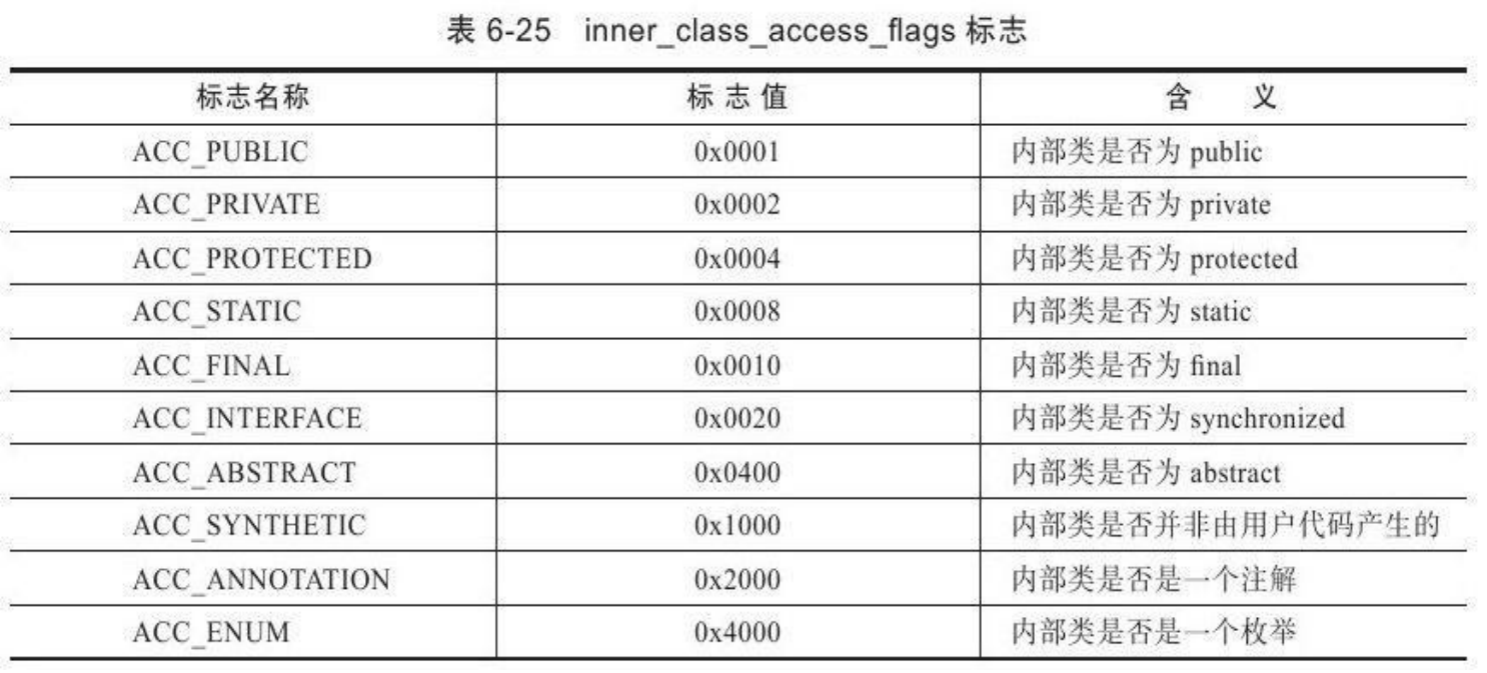 表 6-25 inner_class_access_flags 标志
标志名称 标 志 值 含 义
ACC_PUBLIC 0x0001 内部类是否为 public
ACC_PRIVATE 0x0002 内部类是否为 private
ACC_PROTECTED 0x0004 内部类是否为 protected
ACC_STATIC 0x0008 内部类是否为 static
ACC_FINAL 0x0010 内部类是否为 final
ACC_INTERFACE 0x0020 内部类是否为 synchronized
ACC_ABSTRACT 0x0400 内部类是否为 abstract
ACC_SYNTHETIC 0x1000 内部类是否并非由用户代码产生的
ACC_ANNOTATION 0x2000 内部类是否是一个注解
ACC_ENUM 0x4000 内部类是否是一个枚举